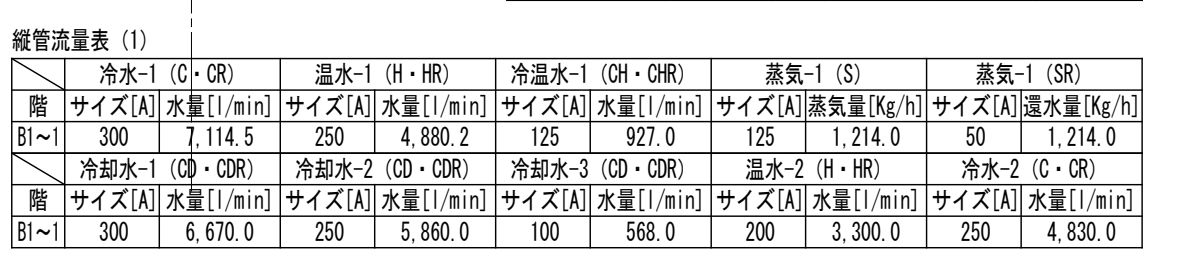 縦管流量表 (1)
冷水-1 (C・CR) 温水-1 (H・HR) 冷温水-1 (CH・CHR) 蒸気-1 (S) 蒸気-1 (SR)
階 サイズ[A] 水量[l/min] サイズ[A] 水量[l/min] サイズ[A] 水量[l/min] サイズ[A] 蒸気量[Kg/h] サイズ[A] 還水量[Kg/h]
B1~1 300 7,114.5 250 4,880.2 125 927.0 125 1,214.0 50 1,214.0
冷却水-1 (CD・CDR) 冷却水-2 (CD・CDR) 冷却水-3 (CD・CDR) 温水-2 (H・HR) 冷水-2 (C・CR)
階 サイズ[A] 水量[l/min] サイズ[A] 水量[l/min] サイズ[A] 水量[l/min] サイズ[A] 水量[l/min] サイズ[A] 水量[l/min]
B1~1 300 6,670.0 250 5,860.0 100 568.0 200 3,300.0 250 4,830.0